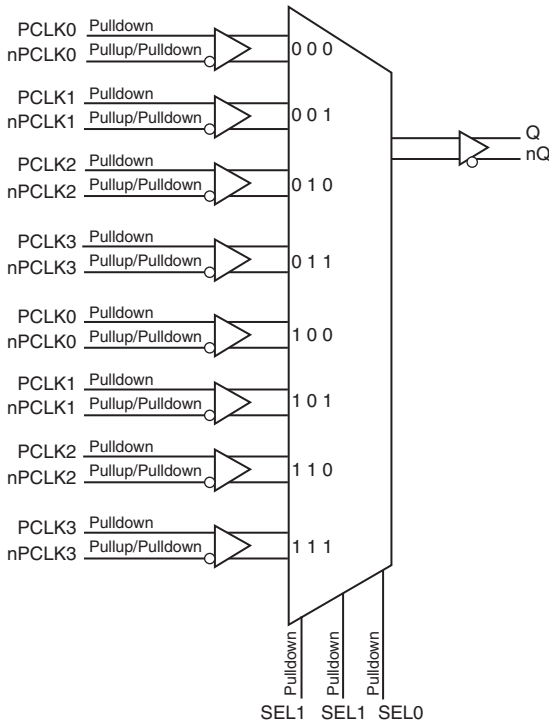 PCLK0 Pulldown
nPCLK0 Pullup/Pulldown
0 0 0
PCLK1 Pulldown
nPCLK1 Pullup/Pulldown
0 0 1
Q
nQ
PCLK2 Pulldown
nPCLK2 Pullup/Pulldown
0 1 0
PCLK3 Pulldown
nPCLK3 Pullup/Pulldown
0 1 1
PCLK0 Pulldown
nPCLK0 Pullup/Pulldown
1 0 0
PCLK1 Pulldown
nPCLK1 Pullup/Pulldown
1 0 1
PCLK2 Pulldown
nPCLK2 Pullup/Pulldown
1 1 0
PCLK3 Pulldown
nPCLK3 Pullup/Pulldown
1 1 1
Pulldown Pulldown Pulldown
SEL1 SEL1 SEL0